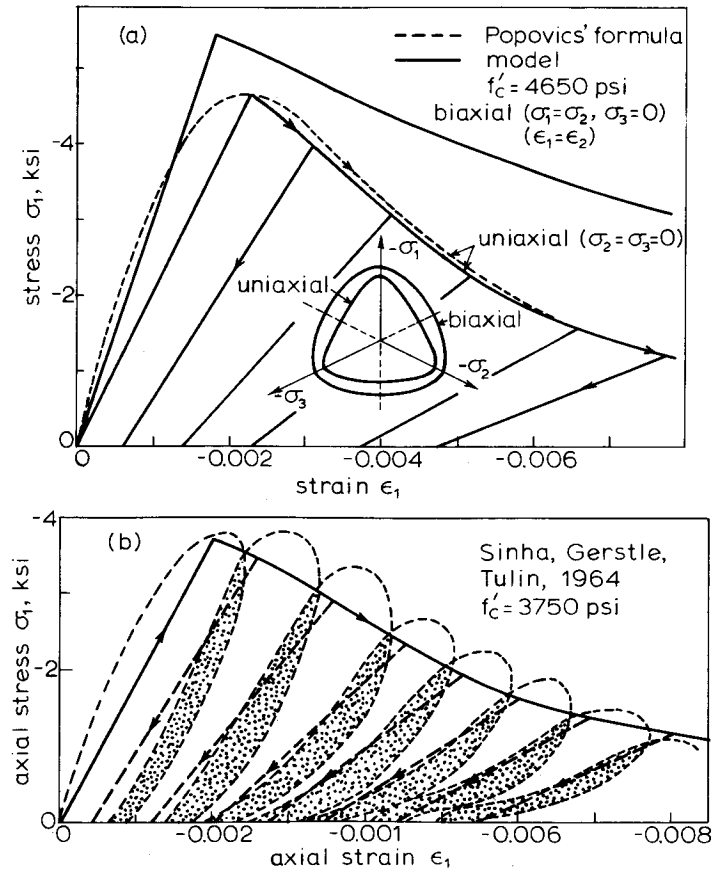 (a)
--- Popovics' formula
— model
f'c = 4650 psi
biaxial (σ1=σ2, σ3=0)
(ϵ1=ϵ2)
-4
-2
0
stress σ1, ksi
uniaxial (σ2=σ3=0)
-σ1
uniaxial
biaxial
-σ2
-σ3
0
-0.002
-0.004
-0.006
strain ϵ1
(b)
Sinha, Gerstle,
Tulin, 1964
f'c = 3750 psi
-4
-2
0
axial stress σ1, ksi
0
-0.002
-0.001
-0.006
-0.008
axial strain ϵ1